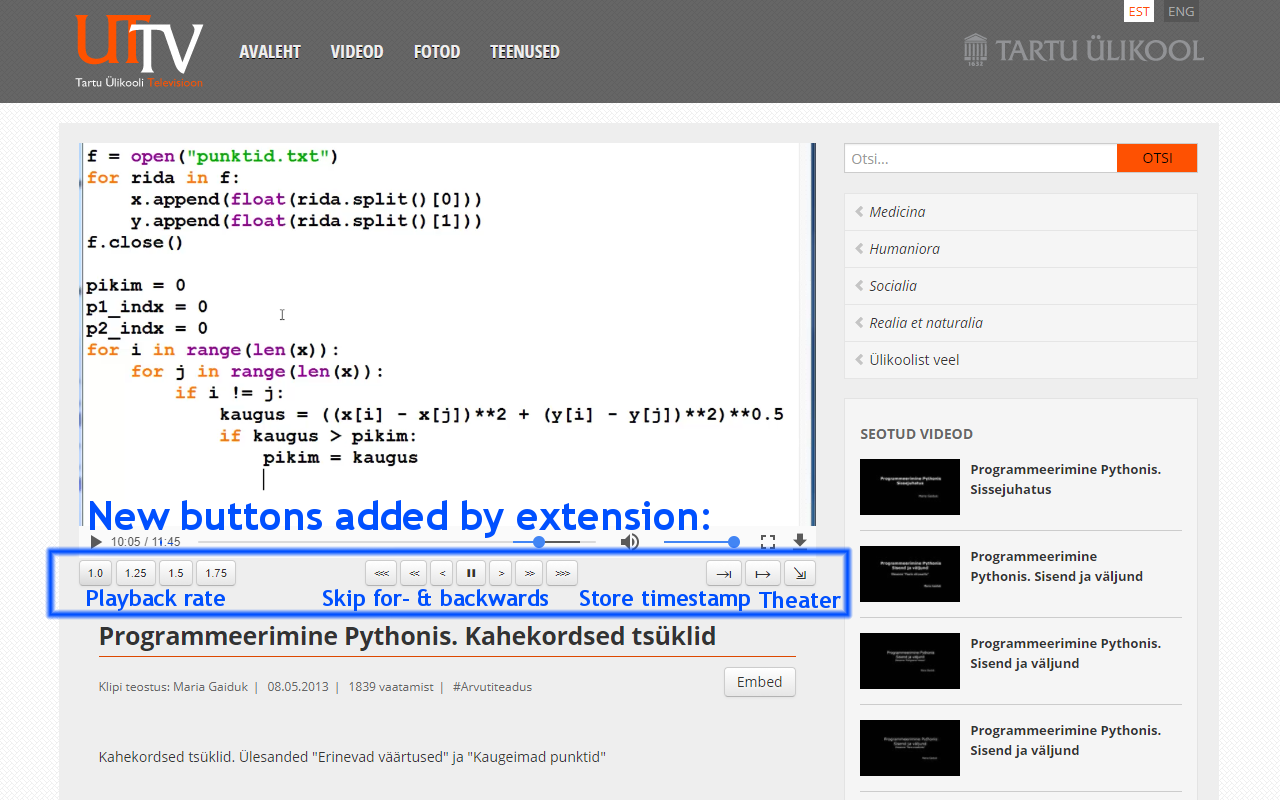 EST ENG
UTTV
Tartu Ülikooli Televisioon
AVALEHT VIDEOD FOTOD TEENUSED
1632
TARTU ÜLIKOOL
f = open("punktid.txt")
for rida in f:
    x.append(float(rida.split()[0]))
    y.append(float(rida.split()[1]))
f.close()
pikim = 0
p1_indx = 0
p2_indx = 0
for i in range(len(x)):
    for j in range(len(x)):
        if i != j:
            kaugus = ((x[i] - x[j])**2 + (y[i] - y[j])**2)**0.5
            if kaugus > pikim:
                pikim = kaugus
New buttons added by extension:
10:05 / 11:45
1.0 1.25 1.5 1.75 <<< << < > >> >>>
Playback rate Skip for- & backwards Store timestamp Theater
Programmeerimine Pythonis. Kahekordsed tsüklid
Klipi teostus: Maria Gaiduk | 08.05.2013 | 1839 vaatamist | #Arvutiteadus
Embed
Kahekordsed tsüklid. Ülesanded "Erinevad väärtused" ja "Kaugeimad punktid"
Otsi... OTSI
Medicina
Humaniora
Socialia
Realia et naturalia
Ülikoolist veel
SEOTUD VIDEOD
Programmeerimine Pythonis.
Sissejuhatus
Programmeerimine
Pythonis. Sisend ja väljund
Programmeerimine Pythonis.
Sisend ja väljund
Programmeerimine Pythonis.
Sisend ja väljund